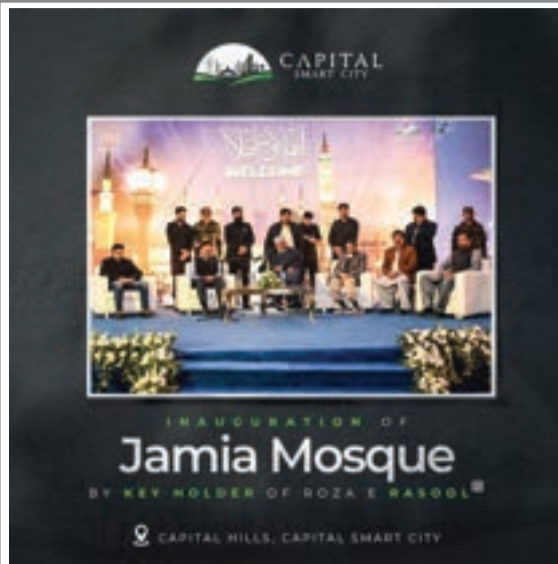 CAPITAL
SMART CITY
WELCOME
INAUGURATION OF
Jamia Mosque
BY KEY HOLDER OF ROZA E RASOOL
CAPITAL HILLS, CAPITAL SMART CITY